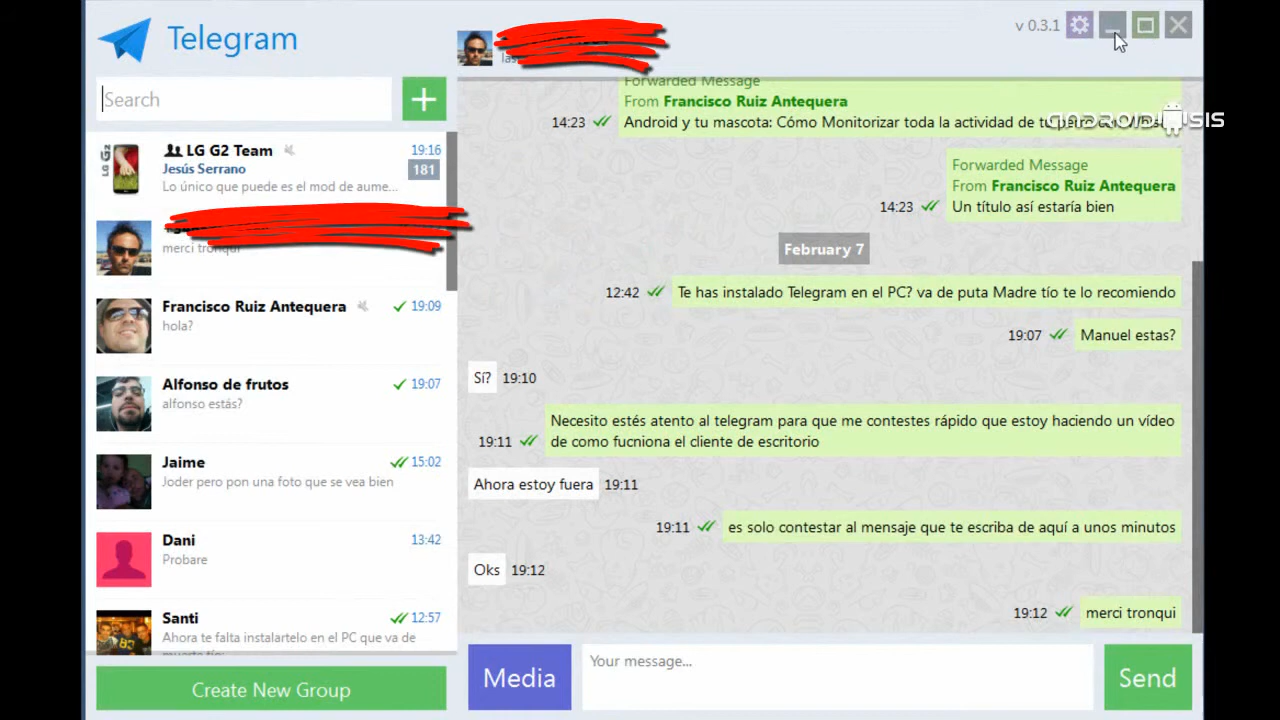 Telegram
v 0.3.1
Search
+
LG G2 Team 19:16
Jesús Serrano 181
Lo único que puede es el mod de aume...
merci tronqui
Francisco Ruiz Antequera 19:09
hola?
Alfonso de frutos 19:07
alfonso estás?
Jaime 15:02
Joder pero pon una foto que se vea bien
Dani 13:42
Probare
Santi 12:57
Ahora te falta instalartelo en el PC que va de
Create New Group
Forwarded Message
From Francisco Ruiz Antequera
14:23 Android y tu mascota: Cómo Monitorizar toda la actividad de
ANDROIDSIS
Forwarded Message
From Francisco Ruiz Antequera
14:23 Un título así estaría bien
February 7
12:42 Te has instalado Telegram en el PC? va de puta Madre tío te lo recomiendo
19:07 Manuel estas?
Sí? 19:10
Necesito estés atento al telegram para que me contestes rápido que estoy haciendo un vídeo
19:11 de como fucniona el cliente de escritorio
Ahora estoy fuera 19:11
19:11 es solo contestar al mensaje que te escriba de aquí a unos minutos
Oks 19:12
19:12 merci tronqui
Media
Your message...
Send